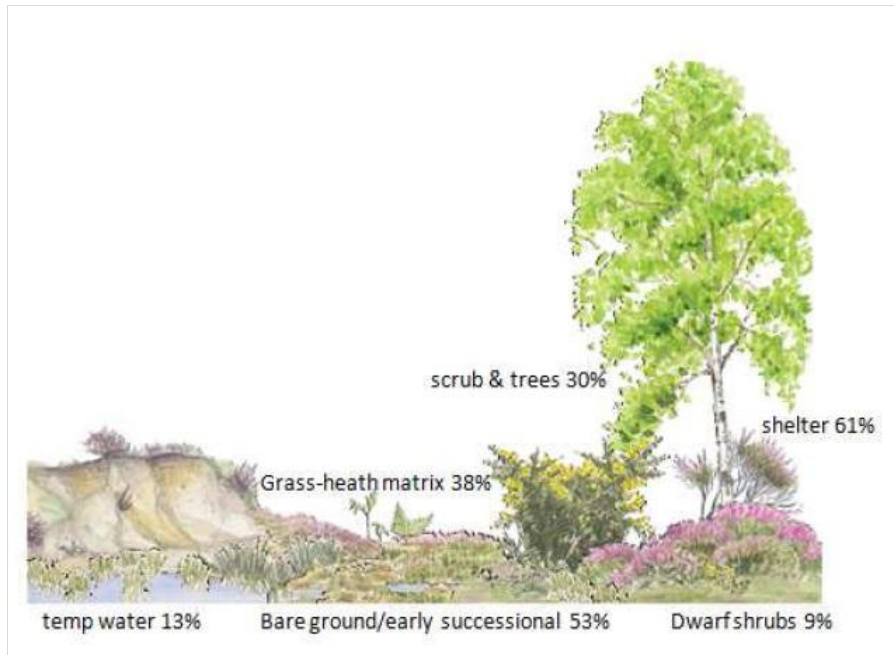 scrub & trees 30%
shelter 61%
Grass-heath matrix 38%
temp water 13%
Bare ground/early successional 53%
Dwarf shrubs 9%